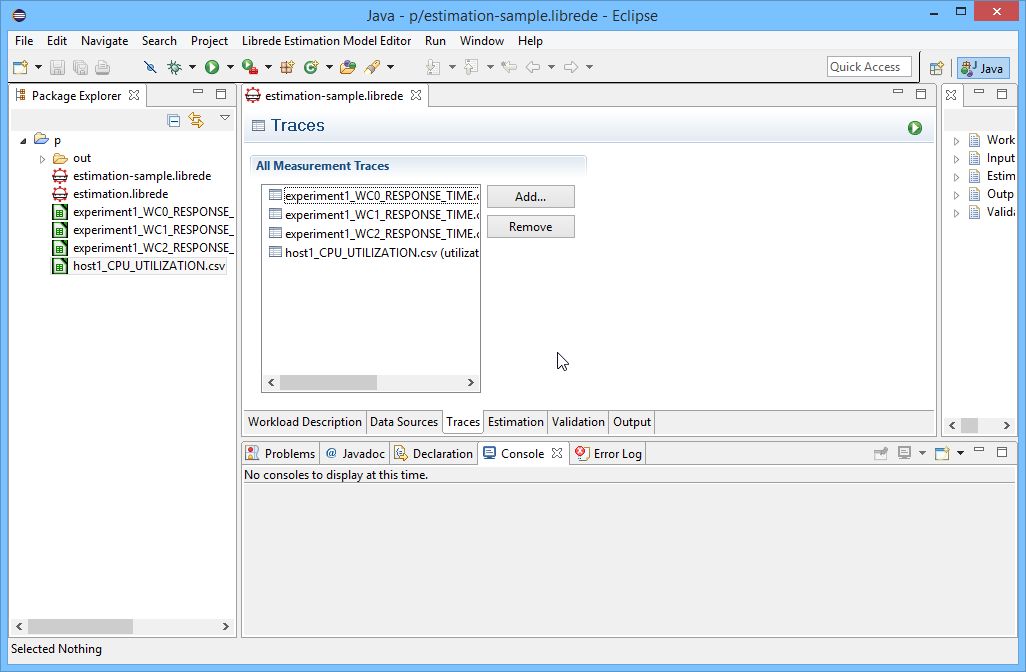 Java - p/estimation-sample.librede - Eclipse
File Edit Navigate Search Project Librede Estimation Model Editor Run Window Help
Quick Access Java
Package Explorer
p
out
estimation-sample.librede
estimation.librede
experiment1_WC0_RESPONSE_
experiment1_WC1_RESPONSE_
experiment1_WC2_RESPONSE_
host1_CPU_UTILIZATION.csv
estimation-sample.librede
Traces
All Measurement Traces
experiment1_WC0_RESPONSE_TIME.c
experiment1_WC1_RESPONSE_TIME.c
experiment1_WC2_RESPONSE_TIME.c
host1_CPU_UTILIZATION.csv (utilizat
Add...
Remove
Workload Description Data Sources Traces Estimation Validation Output
Work
Input
Estim
Outp
Valida
Problems @ Javadoc Declaration Console Error Log
No consoles to display at this time.
Selected Nothing